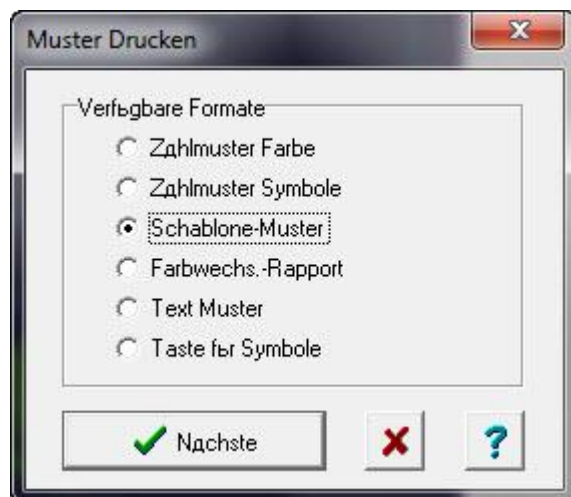 Muster Drucken
Verfьgbare Formate
Zдhlmuster Farbe
Zдhlmuster Symbole
Schablone-Muster
Farbwechs.-Rapport
Text Muster
Taste fьr Symbole
Nдchste